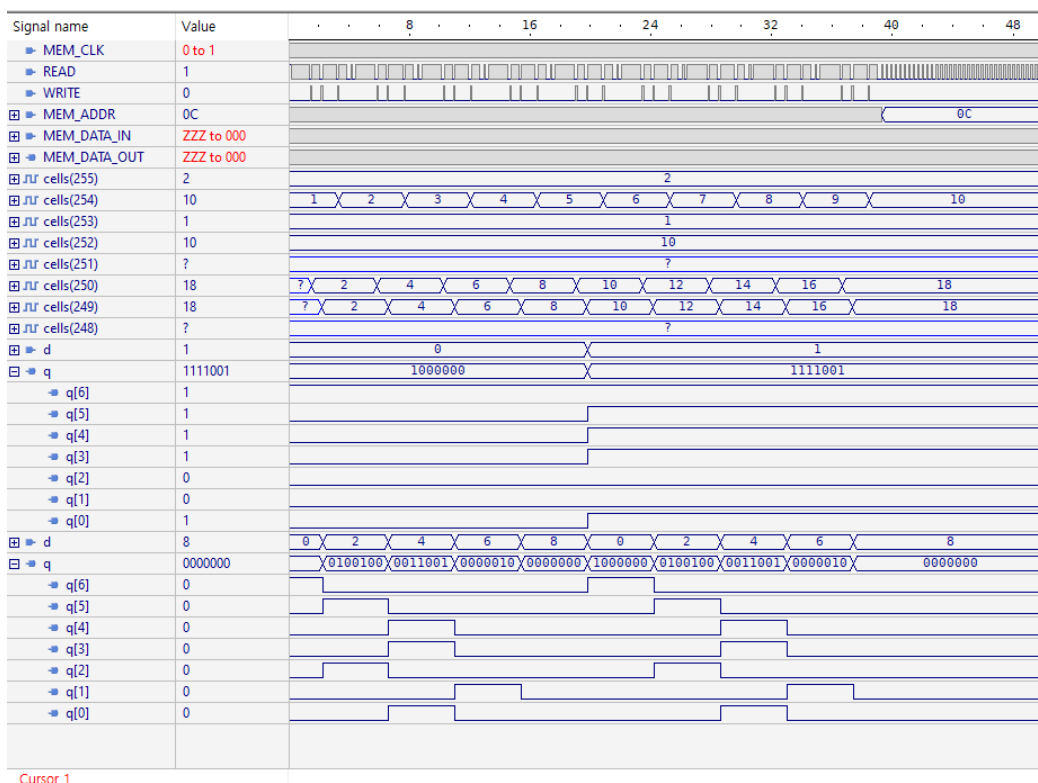 Signal name Value 8 16 24 32 40 48
MEM_CLK 0 to 1
READ 1
WRITE 0
MEM_ADDR 0C 0C
MEM_DATA_IN ZZZ to 000
MEM_DATA_OUT ZZZ to 000
cells(255) 2 2
cells(254) 10 1 2 3 4 5 6 7 8 9 10
cells(253) 1 1
cells(252) 10 10
cells(251) ? ?
cells(250) 18 ? 2 4 6 8 10 12 14 16 18
cells(249) 18 ? 2 4 6 8 10 12 14 16 18
cells(248) ? ?
d 1 0 1
q 1111001 1000000 1111001
q[6] 1
q[5] 1
q[4] 1
q[3] 1
q[2] 0
q[1] 0
q[0] 1
d 8 0 2 4 6 8 0 2 4 6 8
q 0000000 0100100 0011001 0000010 0000000 1000000 0100100 0011001 0000010 0000000
q[6] 0
q[5] 0
q[4] 0
q[3] 0
q[2] 0
q[1] 0
q[0] 0
Cursor 1